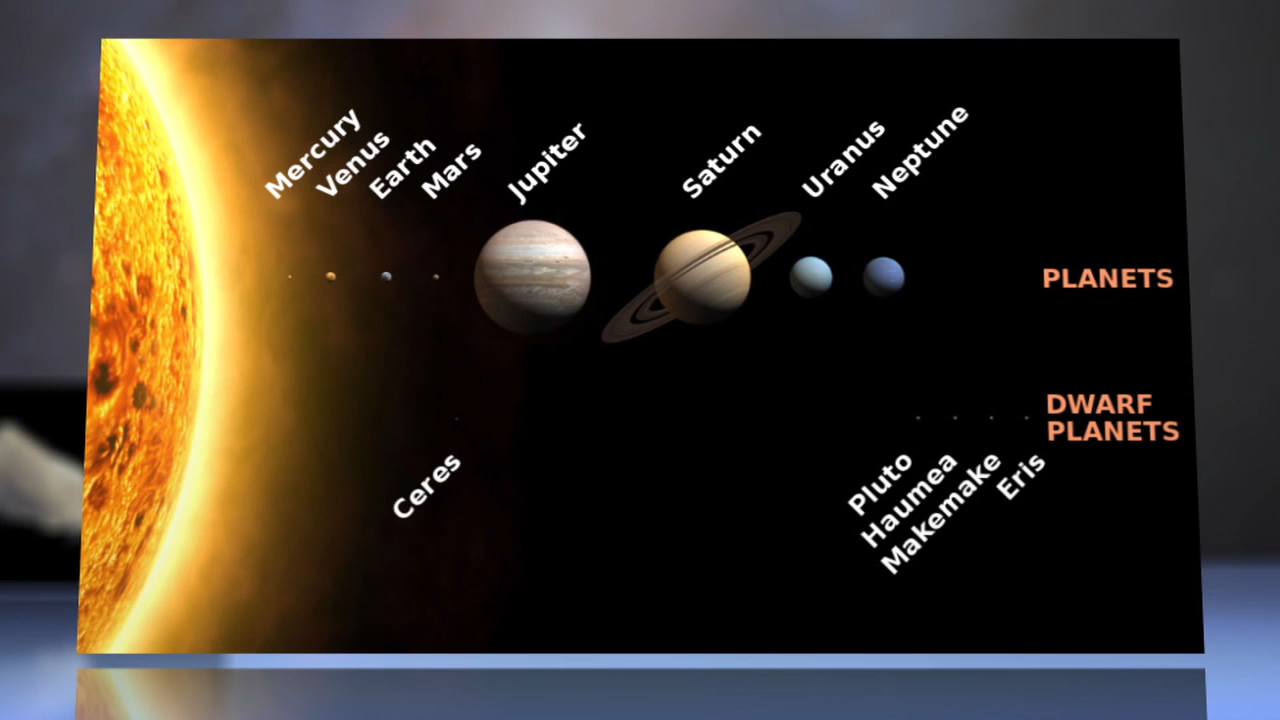 Mercury
Venus
Earth
Mars
Jupiter
Saturn
Uranus
Neptune
PLANETS
DWARF
PLANETS
Ceres
Pluto
Haumea
Makemake
Eris